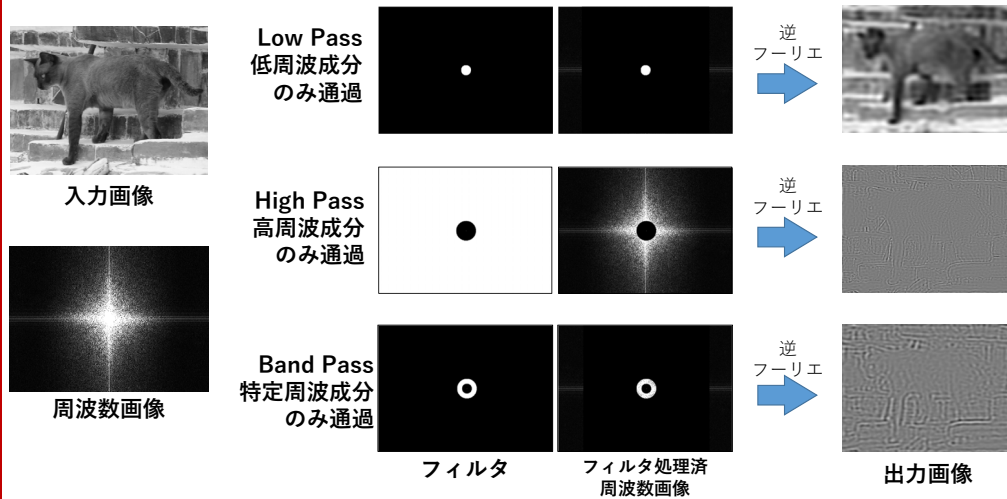 入力画像
周波数画像
Low Pass
低周波成分
のみ通過
逆
フーリエ
High Pass
高周波成分
のみ通過
逆
フーリエ
Band Pass
特定周波成分
のみ通過
逆
フーリエ
フィルタ
フィルタ処理済
周波数画像
出力画像